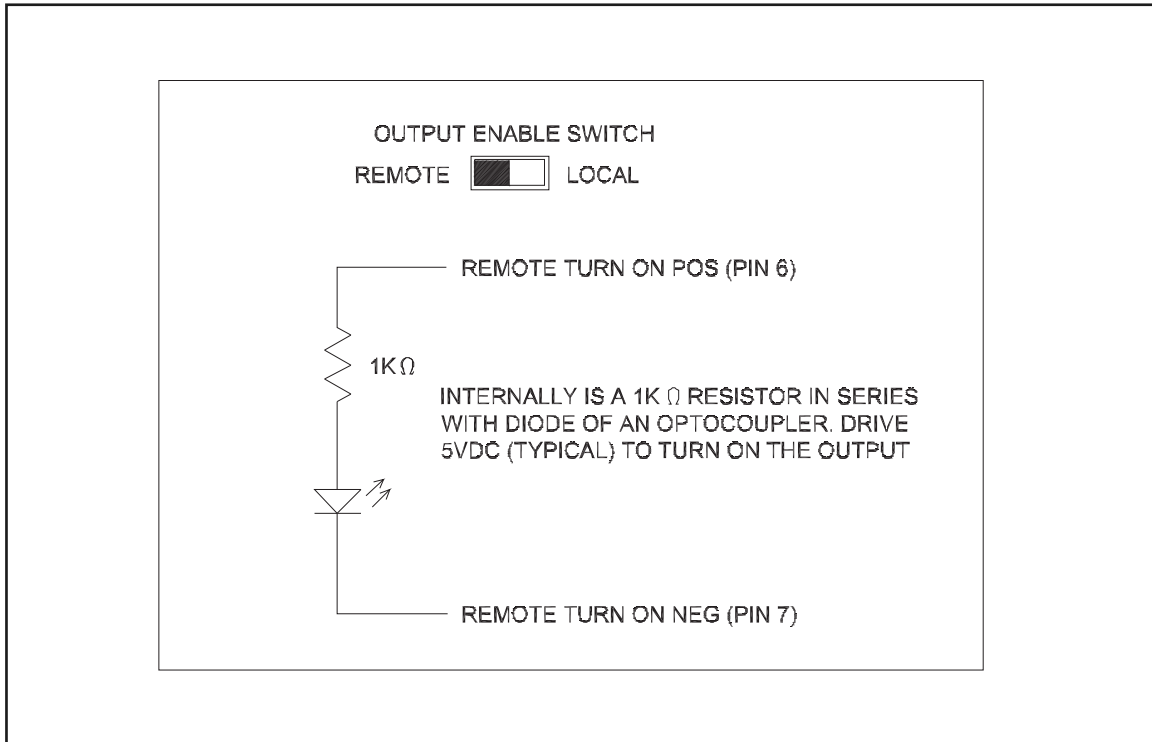 OUTPUT ENABLE SWITCH
REMOTE LOCAL
REMOTE TURN ON POS (PIN 6)
1K Ω
INTERNALLY IS A 1K Ω RESISTOR IN SERIES
WITH DIODE OF AN OPTOCOUPLER. DRIVE
5VDC (TYPICAL) TO TURN ON THE OUTPUT
REMOTE TURN ON NEG (PIN 7)